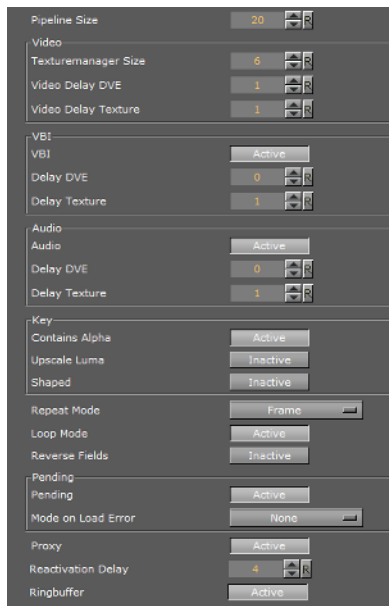 Pipeline Size 20 R
Video
Texturemanager Size 6 R
Video Delay DVE 1 R
Video Delay Texture 1 R
VBI
VBI Active
Delay DVE 0 R
Delay Texture 1 R
Audio
Audio Active
Delay DVE 0 R
Delay Texture 1 R
Key
Contains Alpha Active
Upscale Luma Inactive
Shaped Inactive
Repeat Mode Frame
Loop Mode Active
Reverse Fields Inactive
Pending
Pending Active
Mode on Load Error None
Proxy Active
Reactivation Delay 4 R
Ringbuffer Active